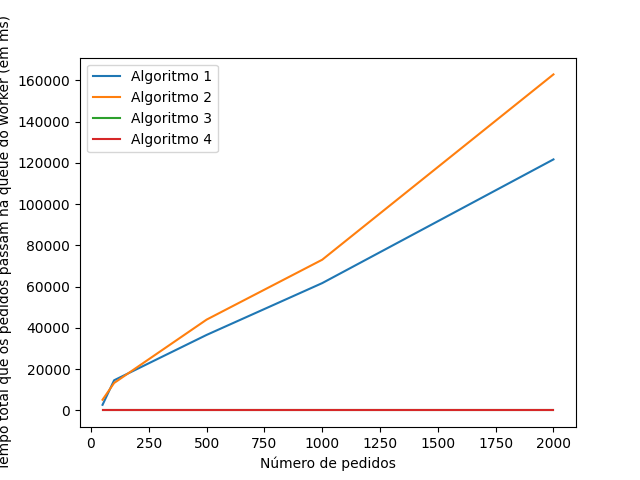 Tempo total que os pedidos passam na queue do worker (em ms)
160000
140000
120000
100000
80000
60000
40000
20000
0
Algoritmo 1
Algoritmo 2
Algoritmo 3
Algoritmo 4
0 250 500 750 1000 1250 1500 1750 2000
Número de pedidos